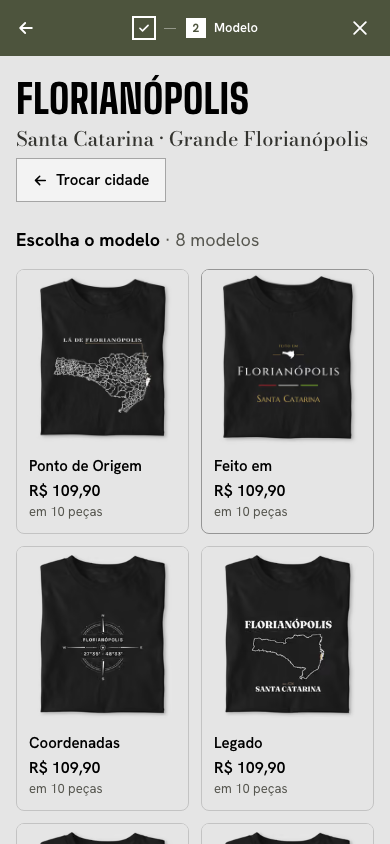 2 Modelo
FLORIANÓPOLIS
Santa Catarina · Grande Florianópolis
← Trocar cidade
Escolha o modelo · 8 modelos
LÁ DE FLORIANÓPOLIS
Ponto de Origem
R$ 109,90
em 10 peças
FEITO EM
FLORIANÓPOLIS
SANTA CATARINA
Feito em
R$ 109,90
em 10 peças
FLORIANÓPOLIS
Coordenadas
R$ 109,90
em 10 peças
FLORIANÓPOLIS
SANTA CATARINA
Legado
R$ 109,90
em 10 peças